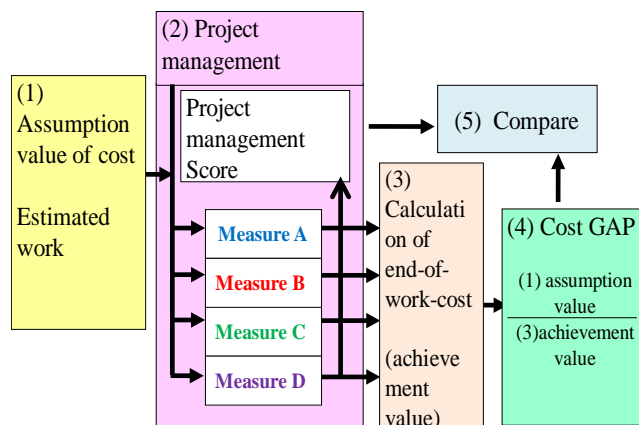 (1)
Assumption
value of cost
Estimated
work
(2) Project
management
Project
management
Score
Measure A
Measure B
Measure C
Measure D
(3)
Calculati
on of
end-of-
work-cost
(achieve
ment
value)
(4) Cost GAP
(1) assumption
value
(3)achievement
value
(5) Compare